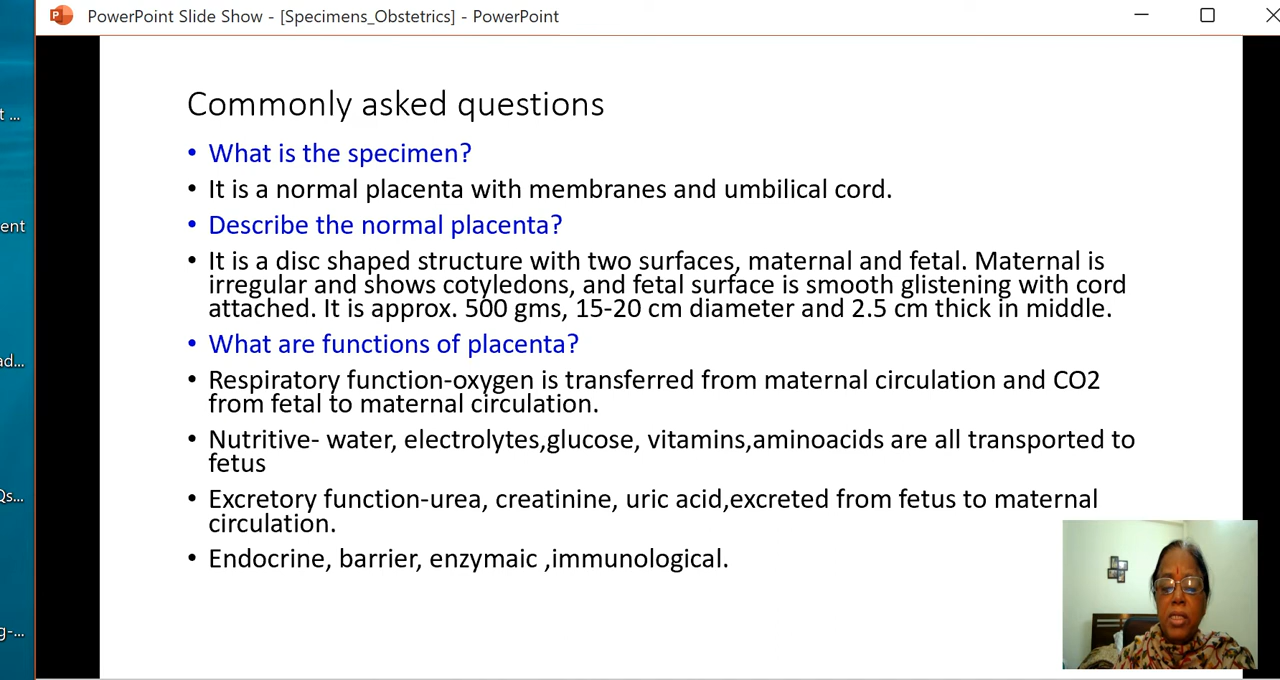 PowerPoint Slide Show - [Specimens_Obstetrics] - PowerPoint
Commonly asked questions
• What is the specimen?
• It is a normal placenta with membranes and umbilical cord.
• Describe the normal placenta?
• It is a disc shaped structure with two surfaces, maternal and fetal. Maternal is
irregular and shows cotyledons, and fetal surface is smooth glistening with cord
attached. It is approx. 500 gms, 15-20 cm diameter and 2.5 cm thick in middle.
• What are functions of placenta?
• Respiratory function-oxygen is transferred from maternal circulation and CO2
from fetal to maternal circulation.
• Nutritive- water, electrolytes,glucose, vitamins,aminoacids are all transported to
fetus
• Excretory function-urea, creatinine, uric acid,excreted from fetus to maternal
circulation.
• Endocrine, barrier, enzymaic ,immunological.
t ...
ent
ad...
Qs...
g-...